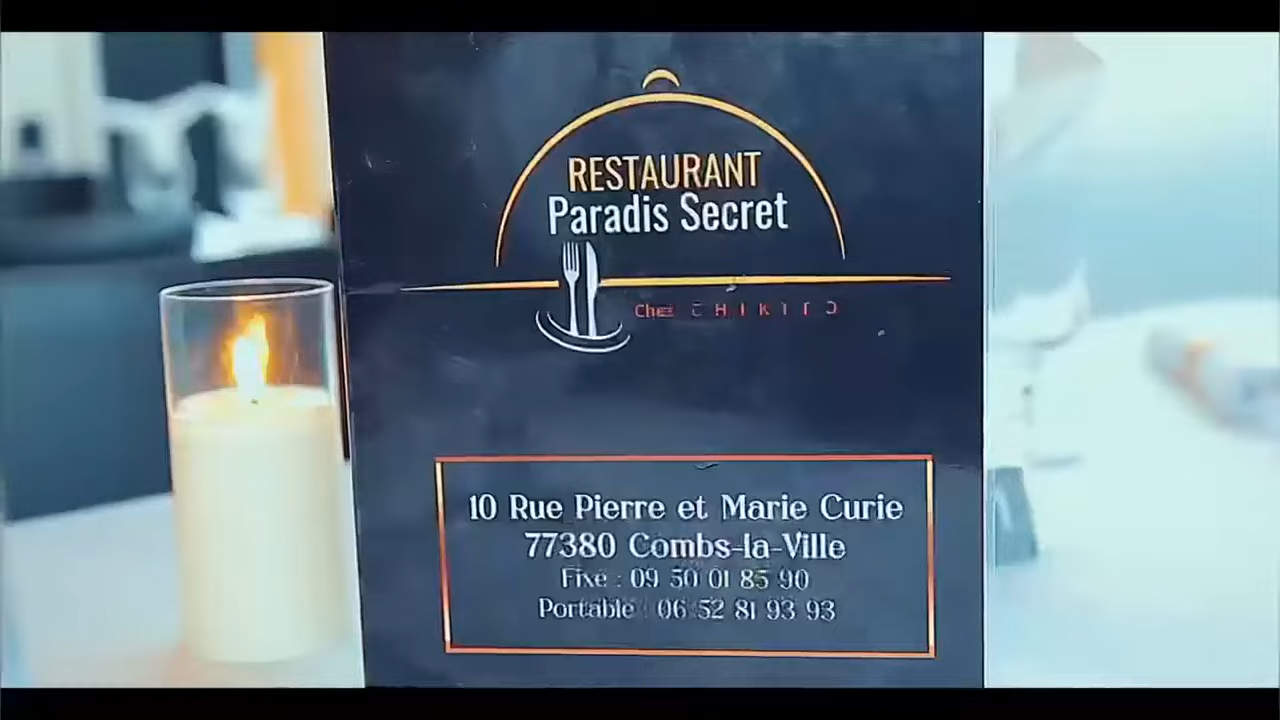 RESTAURANT
Paradis Secret
Chez CHIKITO
10 Rue Pierre et Marie Curie
77380 Combs-la-Ville
Fixe : 09 50 01 85 90
Portable : 06 52 81 93 93